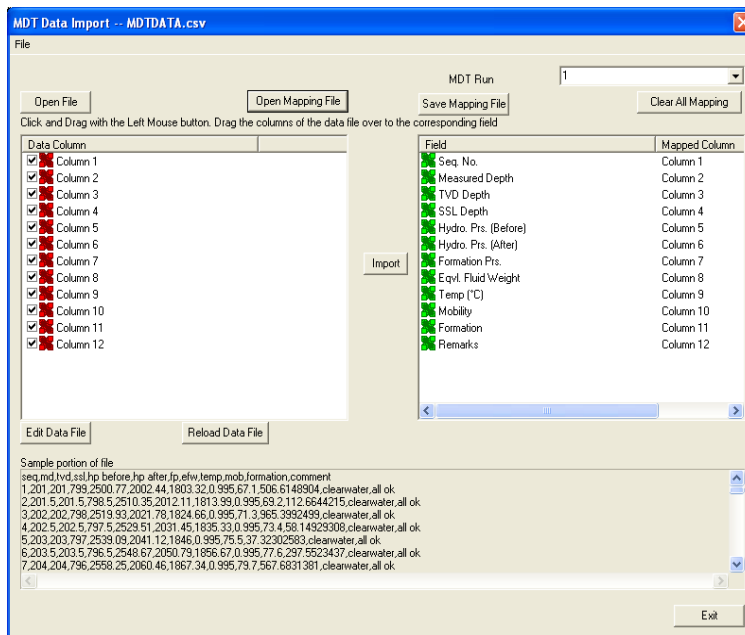 MDT Data Import -- MDTDATA.csv
File
MDT Run 1
Open File Open Mapping File Save Mapping File Clear All Mapping
Click and Drag with the Left Mouse button. Drag the columns of the data file over to the corresponding field
Data Column
Column 1
Column 2
Column 3
Column 4
Column 5
Column 6
Column 7
Column 8
Column 9
Column 10
Column 11
Column 12
Import
Field Mapped Column
Seq. No. Column 1
Measured Depth Column 2
TVD Depth Column 3
SSL Depth Column 4
Hydro. Prs. (Before) Column 5
Hydro. Prs. (After) Column 6
Formation Prs. Column 7
Eqvl. Fluid Weight Column 8
Temp (°C) Column 9
Mobility Column 10
Formation Column 11
Remarks Column 12
Edit Data File Reload Data File
Sample portion of file
seq,md,tvd,ssl,hp before,hp after,fp,efw,temp,mob,formation,comment
1,201,201,799,2500.77,2002.44,1803.32,0.995,67.1,506.6148904,clearwater,all ok
2,201.5,201.5,798.5,2510.35,2012.11,1813.99,0.995,69.2,112.6644215,clearwater,all ok
3,202,202,798,2519.93,2021.78,1824.66,0.995,71.3,965.3992499,clearwater,all ok
4,202.5,202.5,797.5,2529.51,2031.45,1835.33,0.995,73.4,58.14929308,clearwater,all ok
5,203,203,797,2539.09,2041.12,1846,0.995,75.5,37.32302583,clearwater,all ok
6,203.5,203.5,796.5,2548.67,2050.79,1856.67,0.995,77.6,297.5523437,clearwater,all ok
7,204,204,796,2558.25,2060.46,1867.34,0.995,79.7,567.6831381,clearwater,all ok
Exit